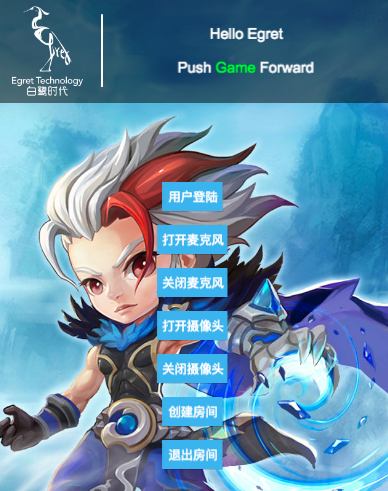 Hello Egret
Push Game Forward
Egret
Egret Technology
白鹭时代
用户登陆
打开麦克风
关闭麦克风
打开摄像头
关闭摄像头
创建房间
退出房间